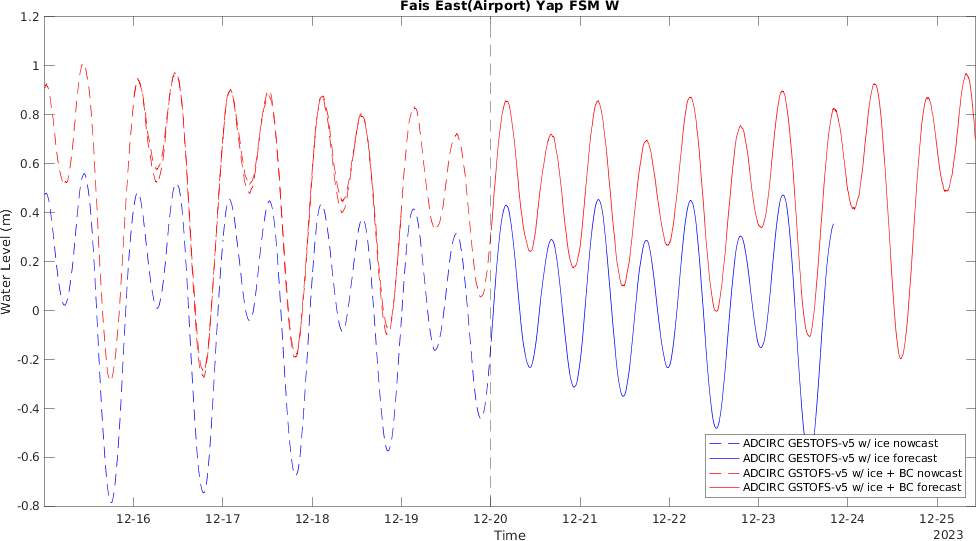 Fais East(Airport) Yap FSM W
1.2
1
0.8
0.6
0.4
0.2
0
-0.2
-0.4
-0.6
-0.8
Water Level (m)
12-16 12-17 12-18 12-19 12-20 12-21 12-22 12-23 12-24 12-25
Time
2023
ADCIRC GESTOFS-v5 w/ ice nowcast
ADCIRC GESTOFS-v5 w/ ice forecast
ADCIRC GSTOFS-v5 w/ ice + BC nowcast
ADCIRC GSTOFS-v5 w/ ice + BC forecast